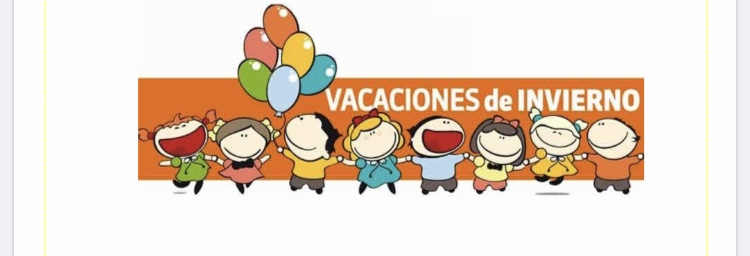 VACACIONES de INVIERNO